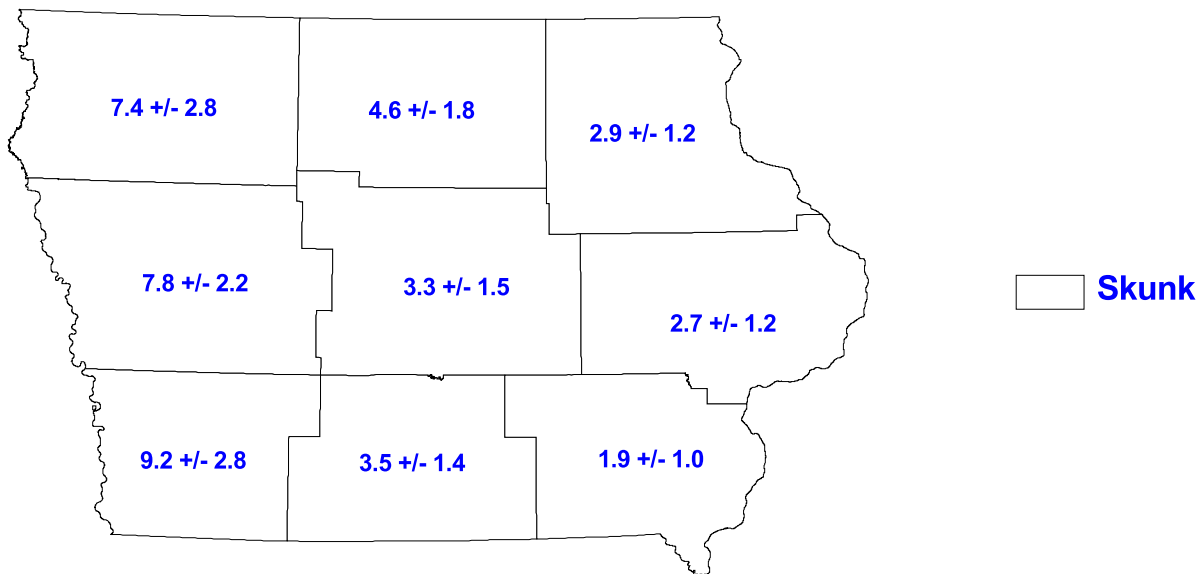 7.4 +/- 2.8
4.6 +/- 1.8
2.9 +/- 1.2
7.8 +/- 2.2
3.3 +/- 1.5
2.7 +/- 1.2
9.2 +/- 2.8
3.5 +/- 1.4
1.9 +/- 1.0
Skunk